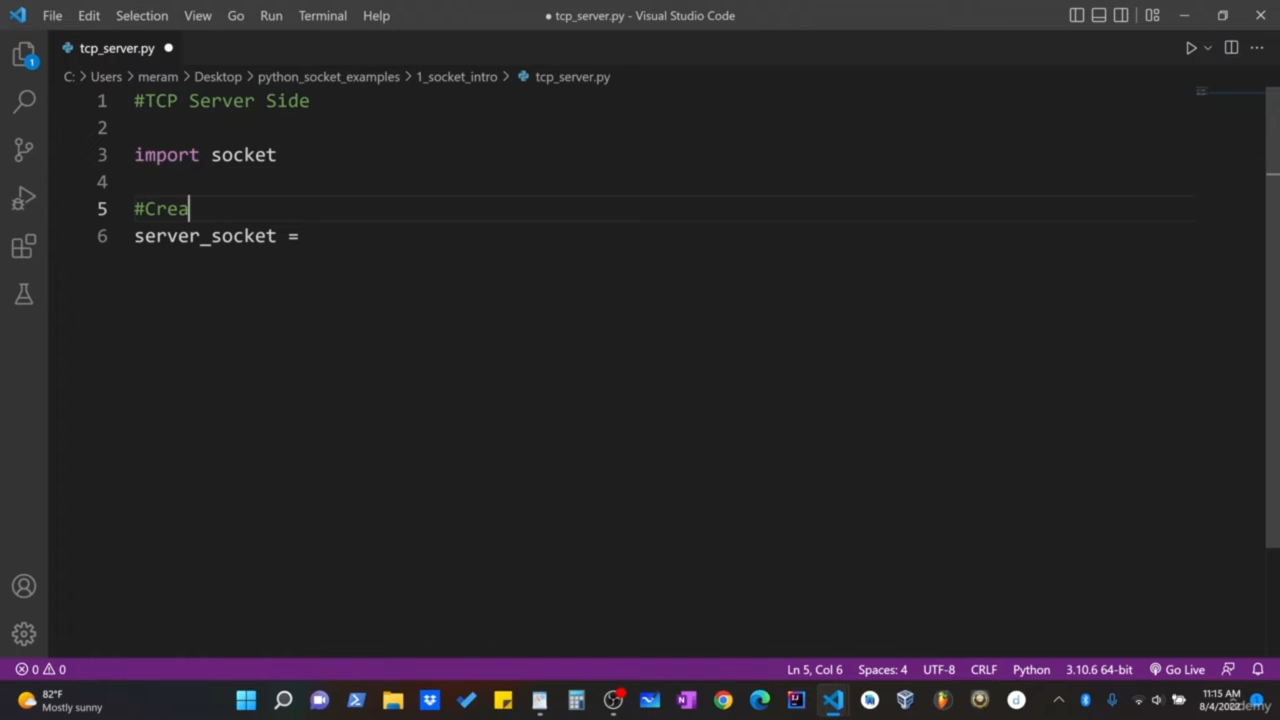 File Edit Selection View Go Run Terminal Help ● tcp_server.py - Visual Studio Code
tcp_server.py ●
C: > Users > meram > Desktop > python_socket_examples > 1_socket_intro > tcp_server.py
1 #TCP Server Side
2
3 import socket
4
5 #Crea
6 server_socket =
1
0 0 Ln 5, Col 6 Spaces: 4 UTF-8 CRLF Python 3.10.6 64-bit Go Live
82°F
Mostly sunny
11:15 AM
8/4/2022